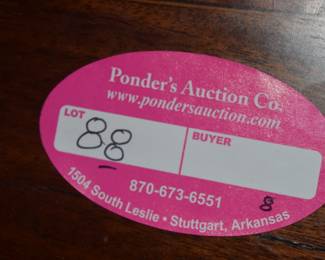 Ponder's Auction Co.
www.pondersauction.com
LOT
88
BUYER
870-673-6551
8
1504 South Leslie • Stuttgart, Arkansas